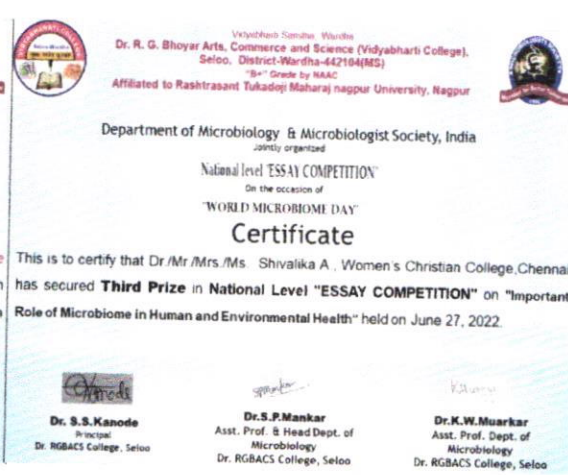 Vidyabharti Sanstha, Wardha
Dr. R. G. Bhoyar Arts, Commerce and Science (Vidyabharti College),
Seloo, District-Wardha-442104(MS)
"B+" Grade by NAAC
Affiliated to Rashtrasant Tukadoji Maharaj nagpur University, Nagpur
Department of Microbiology & Microbiologist Society, India
Jointly organized
National level "ESSAY COMPETITION"
On the occasion of
"WORLD MICROBIOME DAY"
Certificate
This is to certify that Dr/Mr/Mrs./Ms. Shivalika A , Women's Christian College,Chennai
has secured Third Prize in National Level "ESSAY COMPETITION" on "Important
Role of Microbiome in Human and Environmental Health" held on June 27, 2022.
Dr. S.S.Kanode
Principal
Dr. RGBACS College, Seloo
Dr.S.P.Mankar
Asst. Prof. & Head Dept. of
Microbiology
Dr. RGBACS College, Seloo
Dr.K.W.Muarkar
Asst. Prof. Dept. of
Microbiology
Dr. RGBACS College, Seloo